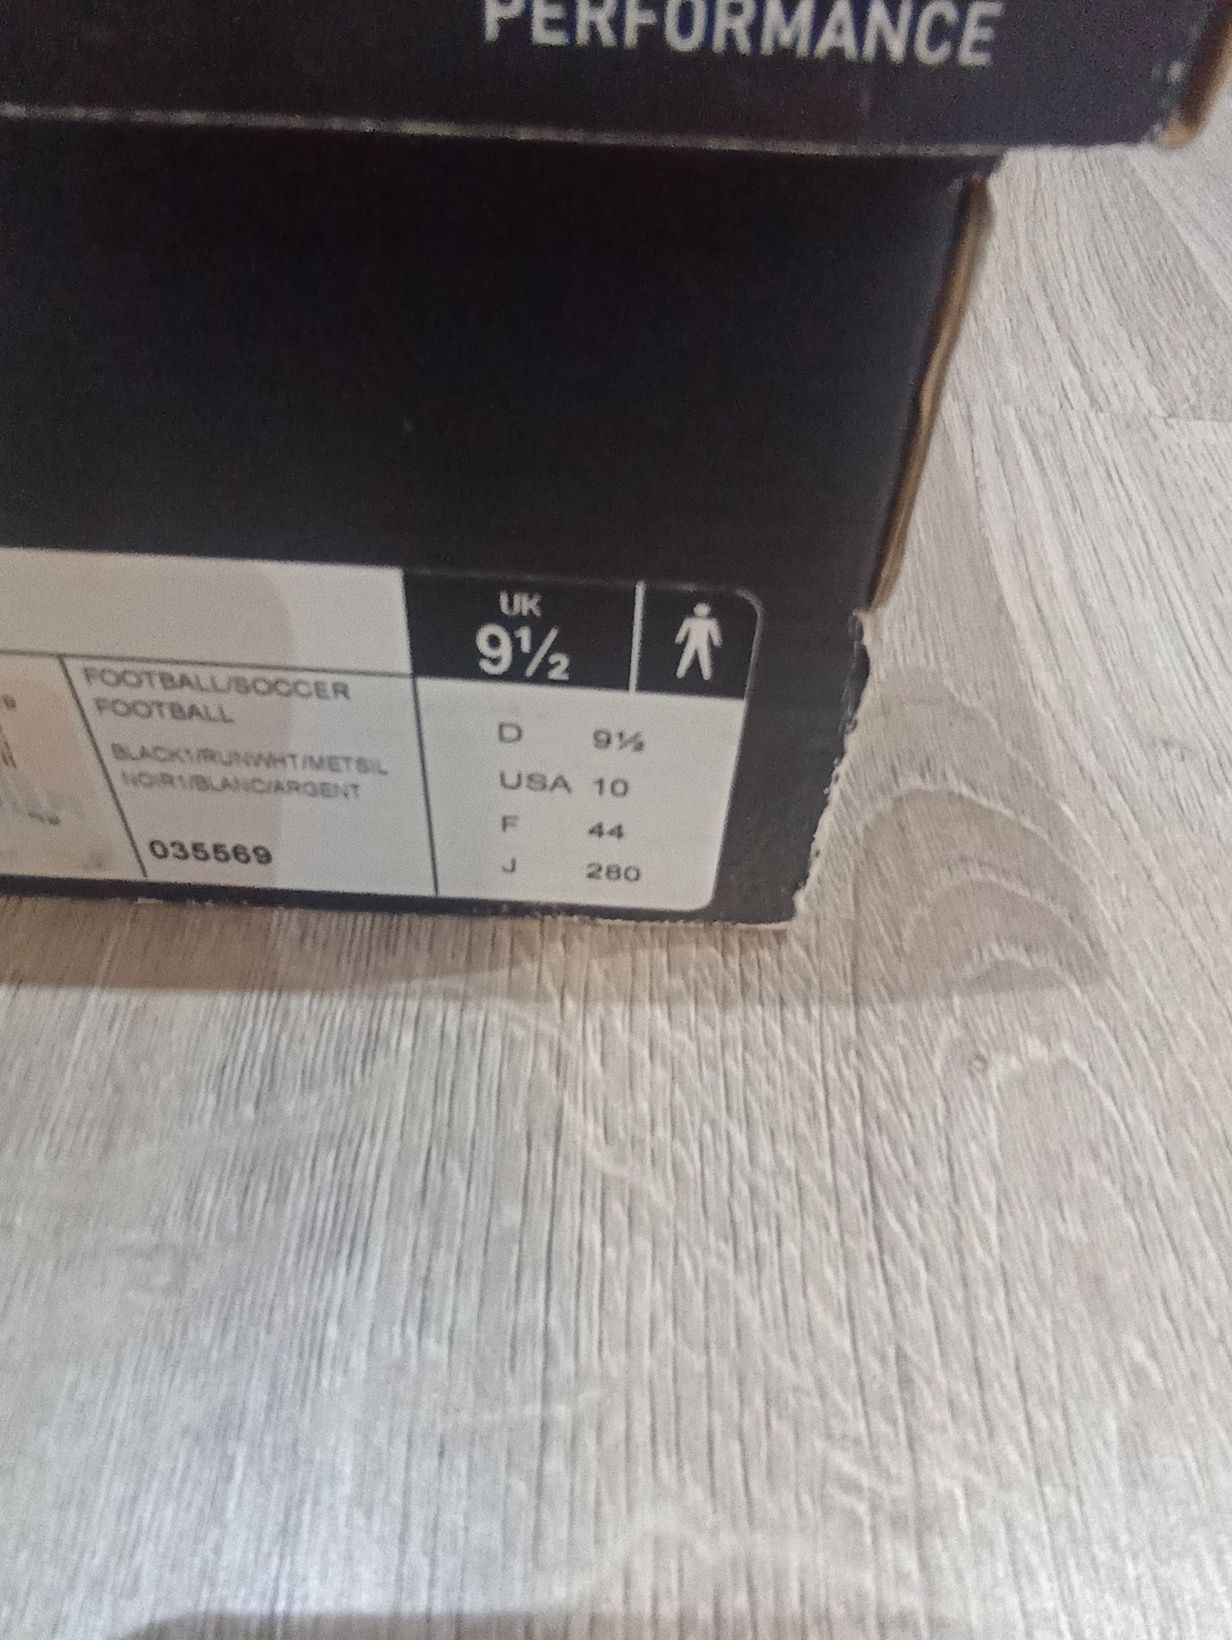 PERFORMANCE
UK
9½
FOOTBALL/SOCCER
FOOTBALL
BLACK1/RUNWHT/METSIL
NOIR1/BLANC/ARGENT
035569
D 9½
USA 10
F 44
J 280